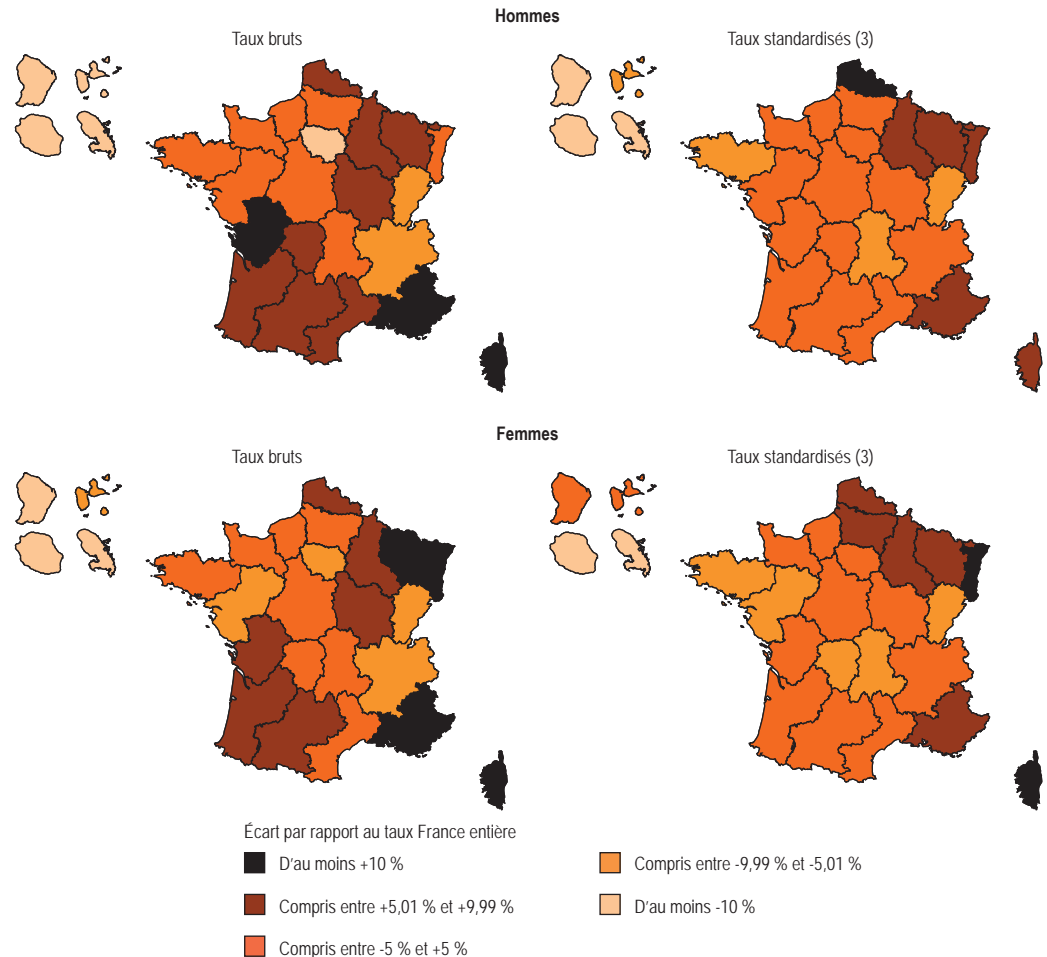 Hommes
Taux bruts
Taux standardisés (3)
Femmes
Taux bruts
Taux standardisés (3)
Écart par rapport au taux France entière
D'au moins +10 %
Compris entre +5,01 % et +9,99 %
Compris entre -5 % et +5 %
Compris entre -9,99 % et -5,01 %
D'au moins -10 %